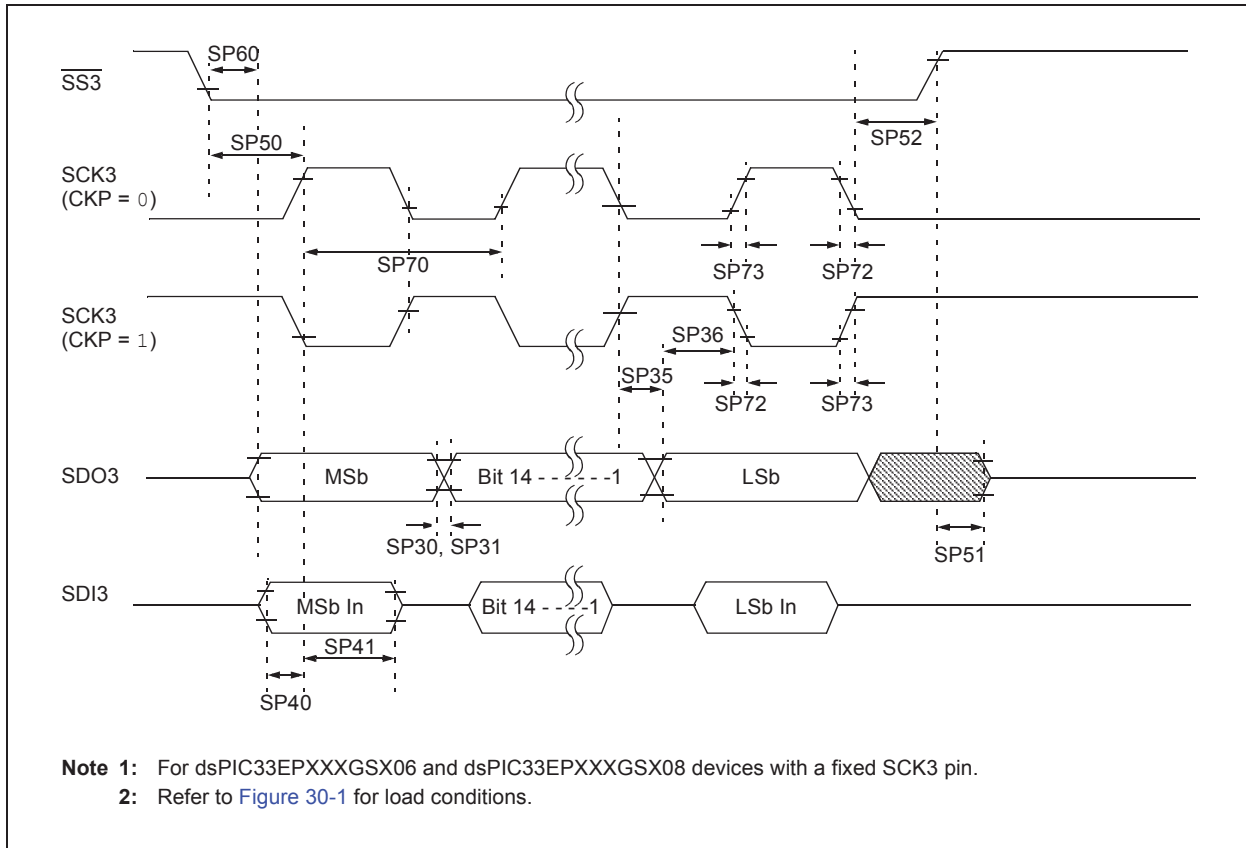 SP60
SS3
SP50
SP52
SCK3
(CKP = 0)
SP70
SP73
SP72
SCK3
(CKP = 1)
SP36
SP35
SP72
SP73
SDO3
MSb
Bit 14 - - - - - -1
LSb
SP30, SP31
SP51
SDI3
MSb In
Bit 14 - - - -1
LSb In
SP41
SP40
Note 1: For dsPIC33EPXXXGSX06 and dsPIC33EPXXXGSX08 devices with a fixed SCK3 pin.
2: Refer to Figure 30-1 for load conditions.